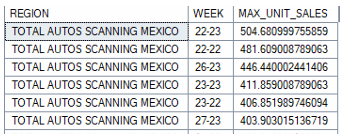 REGION WEEK MAX_UNIT_SALES
TOTAL AUTOS SCANNING MEXICO 22-23 504.680999755859
TOTAL AUTOS SCANNING MEXICO 22-22 481.609008789063
TOTAL AUTOS SCANNING MEXICO 26-23 446.440002441406
TOTAL AUTOS SCANNING MEXICO 23-23 411.859008789063
TOTAL AUTOS SCANNING MEXICO 23-22 406.851989746094
TOTAL AUTOS SCANNING MEXICO 27-23 403.903015136719